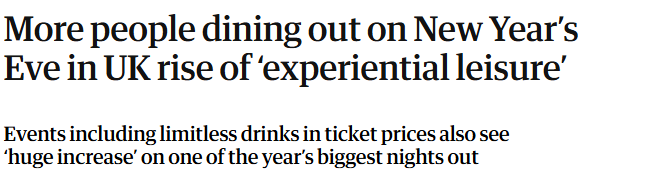 More people dining out on New Year’s
Eve in UK rise of ‘experiential leisure’
Events including limitless drinks in ticket prices also see
‘huge increase’ on one of the year’s biggest nights out